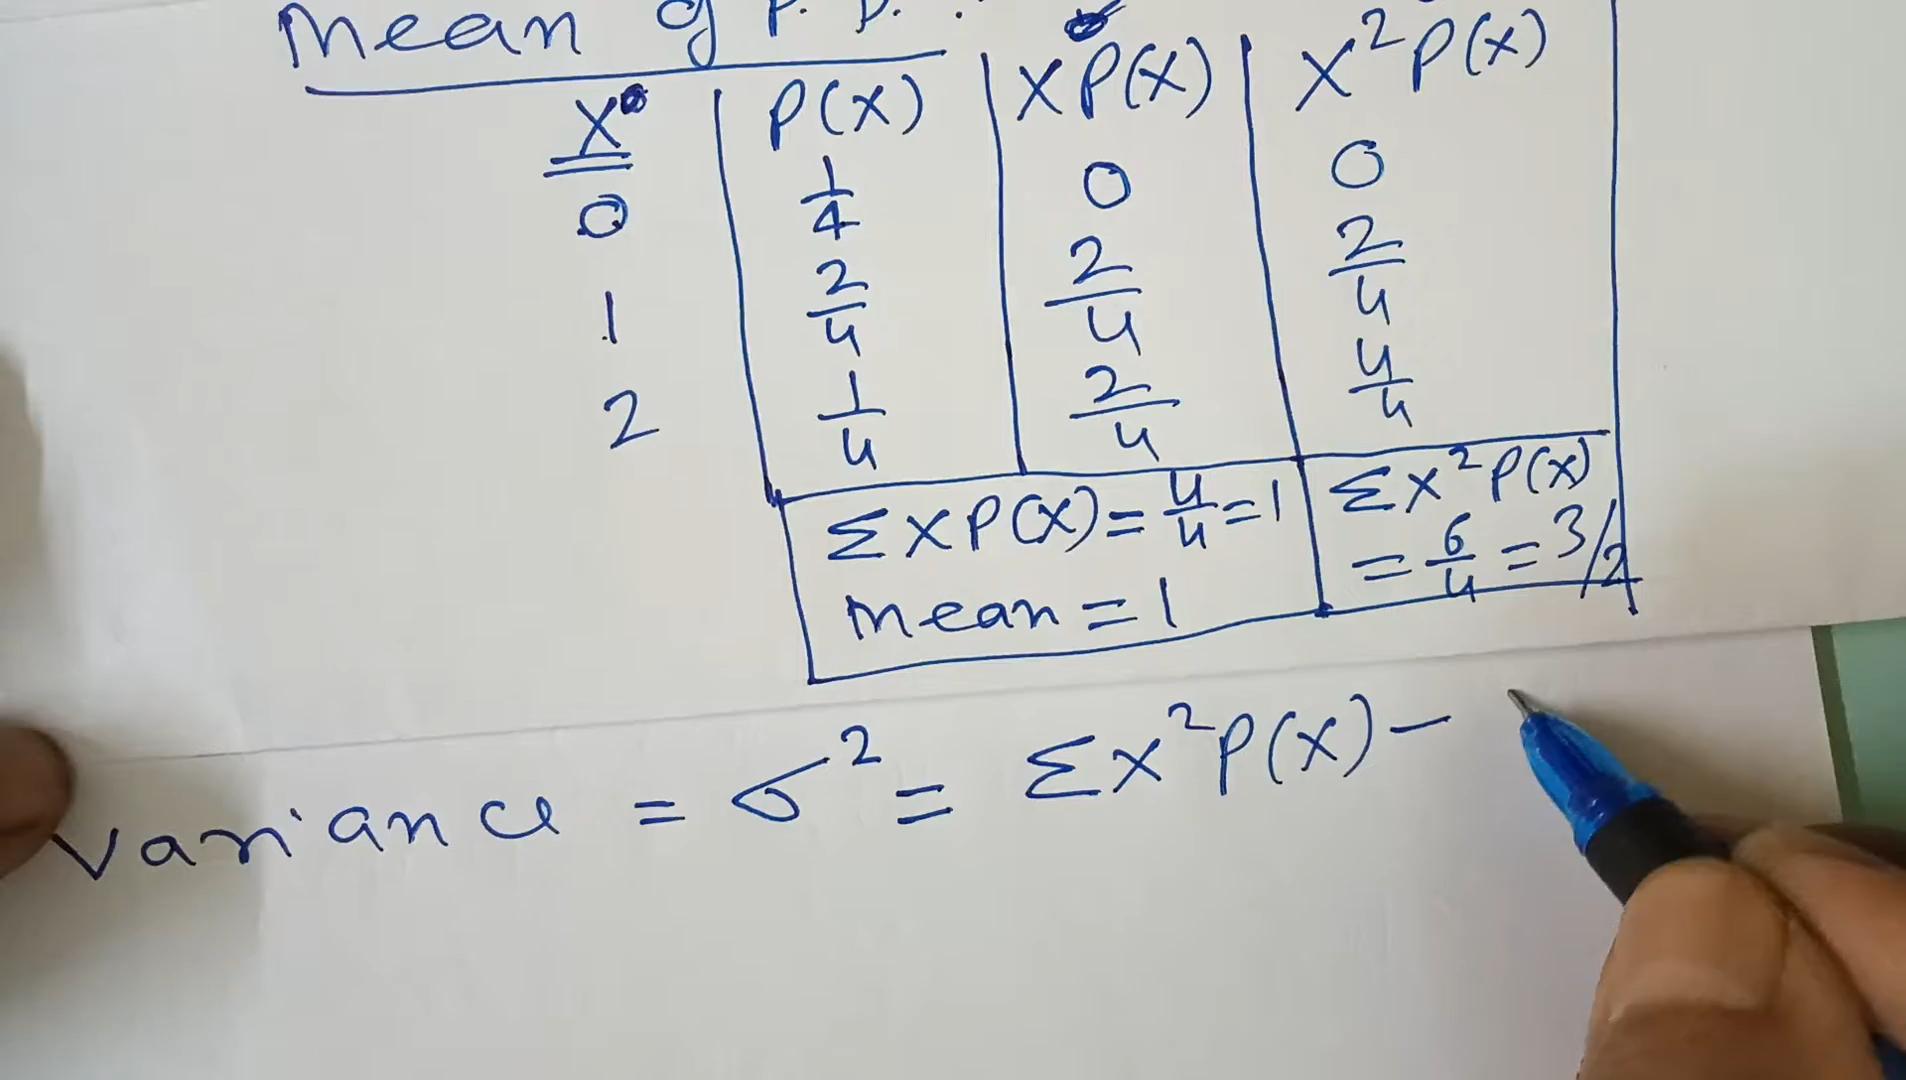 Mean of P. D. :
X | P(X) | XP(X) | X²P(X)
0 | 1/4 | 0 | 0
1 | 2/4 | 2/4 | 2/4
2 | 1/4 | 2/4 | 4/4
ΣXP(X) = 4/4 = 1 | ΣX²P(X)
mean = 1 | = 6/4 = 3/2
Variance = σ² = ΣX²P(X) −